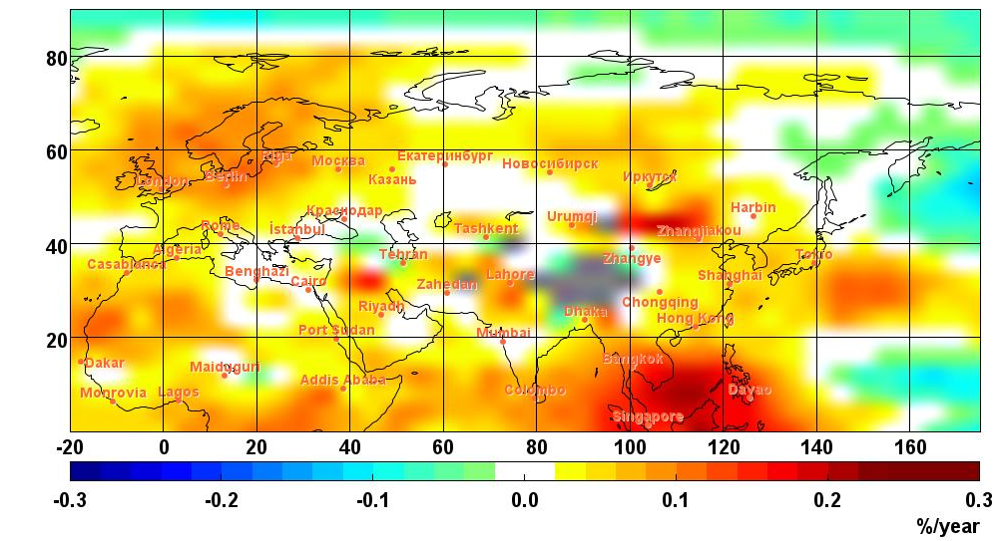 80
60
40
20
Riga
Москва
Екатеринбург
Новосибирск
London
Berlin
Казань
Иркутск
Краснодар
Urumqi
Harbin
Rome
İstanbul
Tashkent
Zhangjiakou
Algeria
Tehran
Zhangye
Tokio
Casablanca
Benghazi
Cairo
Zahedan
Lahore
Shanghai
Riyadh
Chongqing
Dhaka
Hong Kong
Port Sudan
Mumbai
Dakar
Maiduguri
Bangkok
Addis Ababa
Colombo
Davao
Monrovia
Lagos
Singapore
-20 0 20 40 60 80 100 120 140 160
-0.3 -0.2 -0.1 0.0 0.1 0.2 0.3
%/year